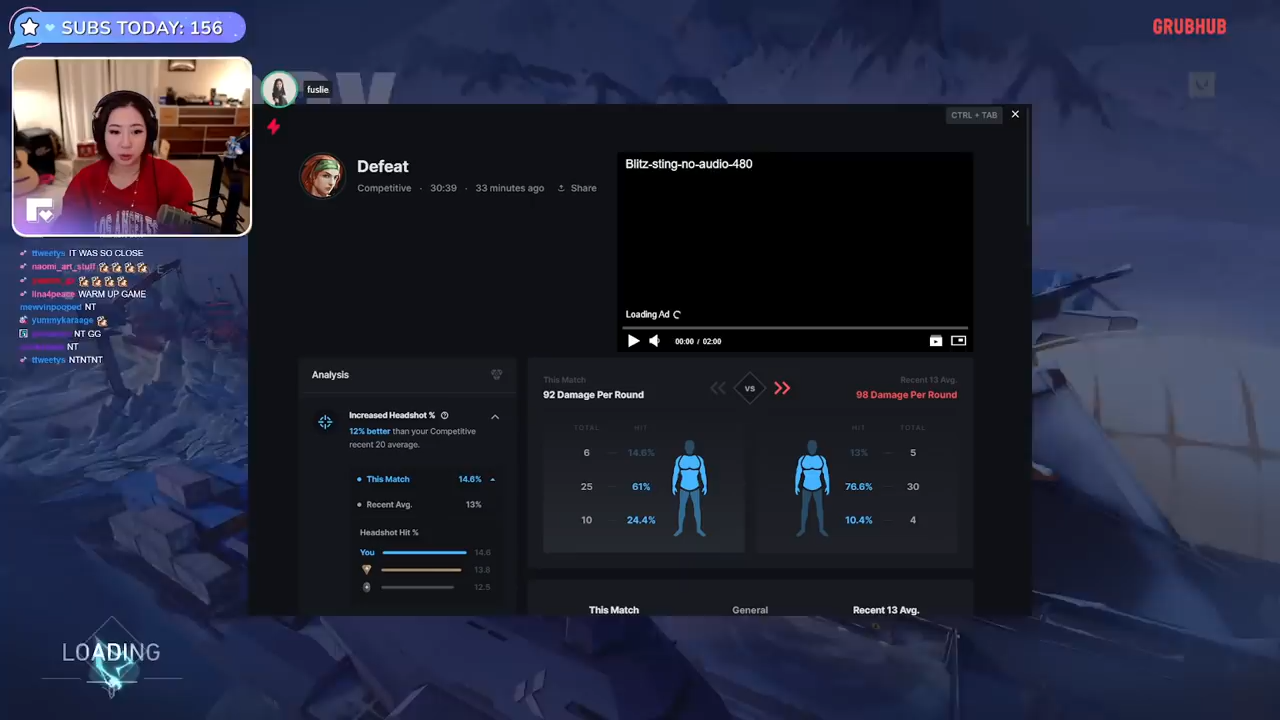 SUBS TODAY: 156
GRUBHUB
fuslie
CTRL + TAB
Defeat
Competitive · 30:39 · 33 minutes ago Share
Blitz-sting-no-audio-480
Loading Ad
00:00 / 02:00
LOS ANGELES
ttweetys IT WAS SO CLOSE
naomi_art_stuff
lina4peace WARM UP GAME
mewvinpooped NT
yummykaraage
NT GG
NT
ttweetys NTNTNT
Analysis
Increased Headshot %
12% better than your Competitive
recent 20 average.
This Match 14.6%
Recent Avg. 13%
Headshot Hit %
You 14.6
13.8
12.5
This Match
92 Damage Per Round
VS
Recent 13 Avg.
98 Damage Per Round
TOTAL HIT HIT TOTAL
6 14.6% 13% 5
25 61% 76.6% 30
10 24.4% 10.4% 4
This Match General Recent 13 Avg.
LOADING